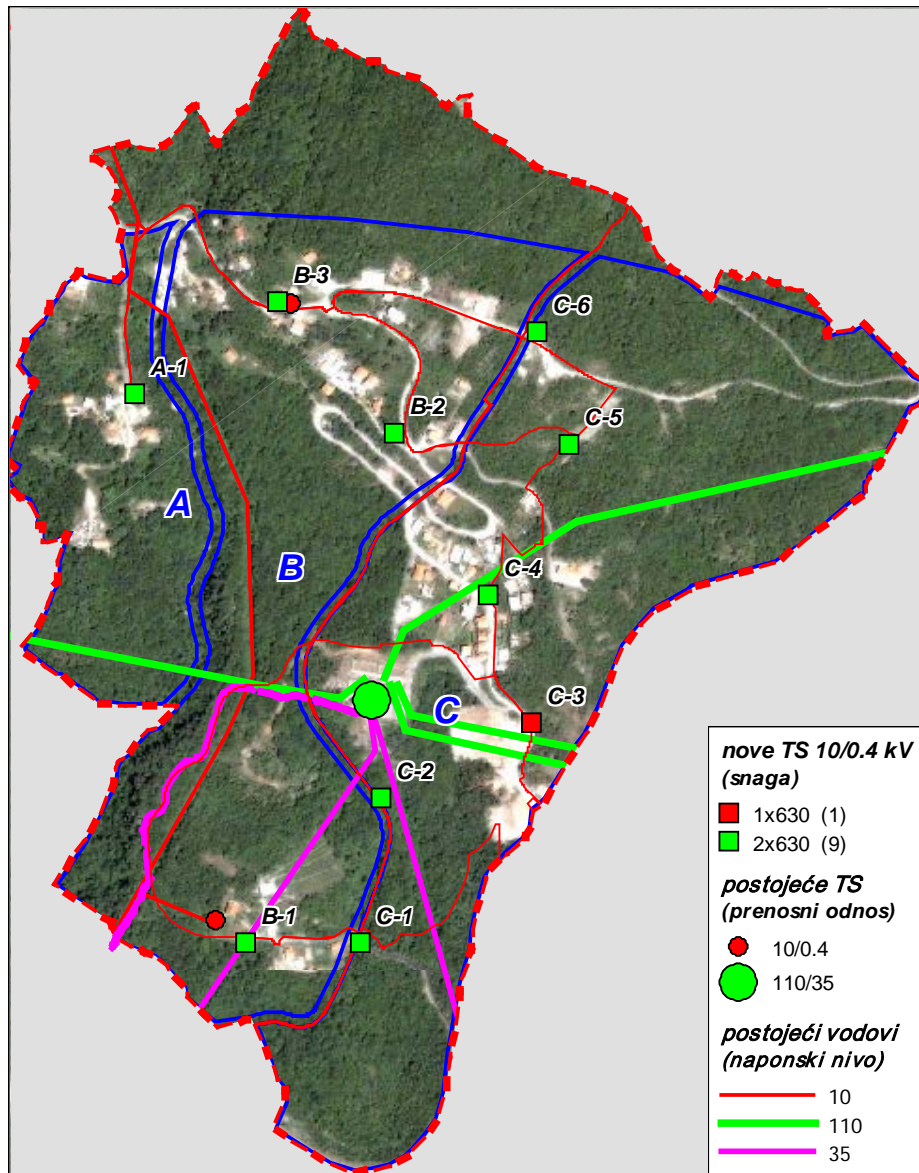 B-3
C-6
A-1
B-2
C-5
A
B
C-4
C
C-3
C-2
B-1
C-1
nove TS 10/0.4 kV
(snaga)
1x630 (1)
2x630 (9)
postojeće TS
(prenosni odnos)
10/0.4
110/35
postojeći vodovi
(naponski nivo)
10
110
35